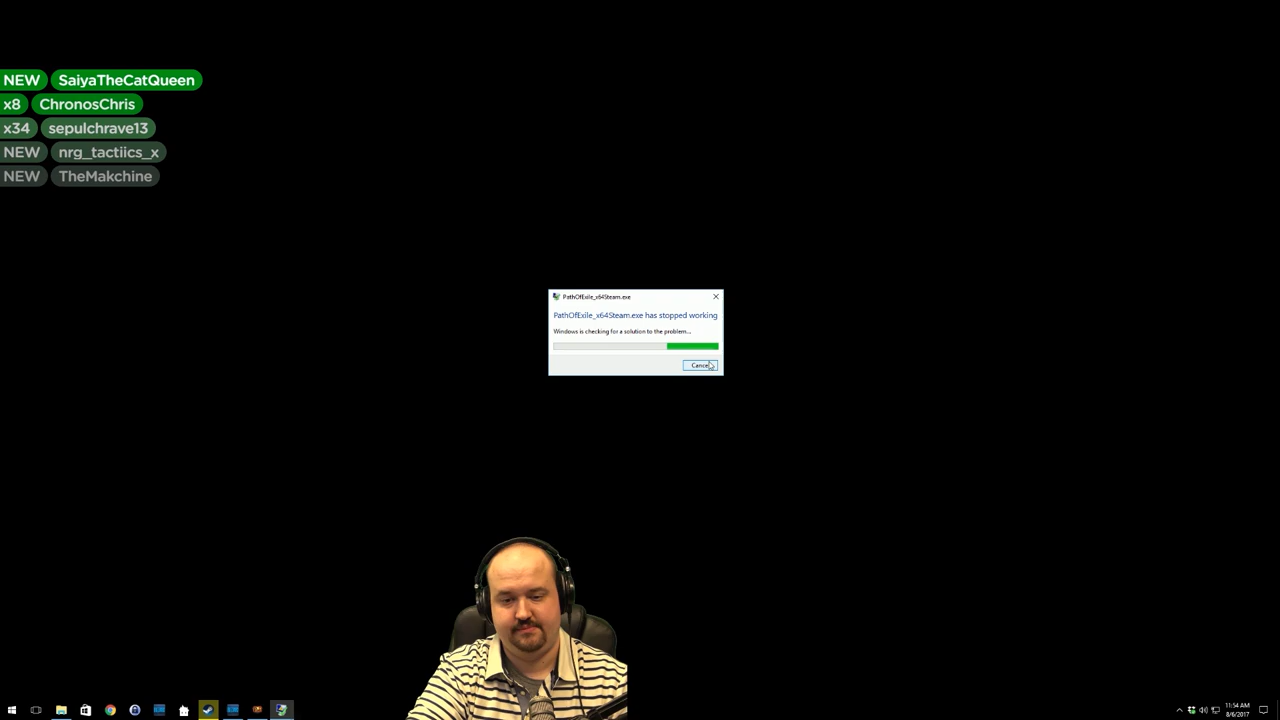 NEW SaiyaTheCatQueen
x8 ChronosChris
x34 sepulchrave13
NEW nrg_tactiics_x
NEW TheMakchine
PathOfExile_x64Steam.exe
PathOfExile_x64Steam.exe has stopped working
Windows is checking for a solution to the problem...
Cancel
11:54 AM
8/6/2017